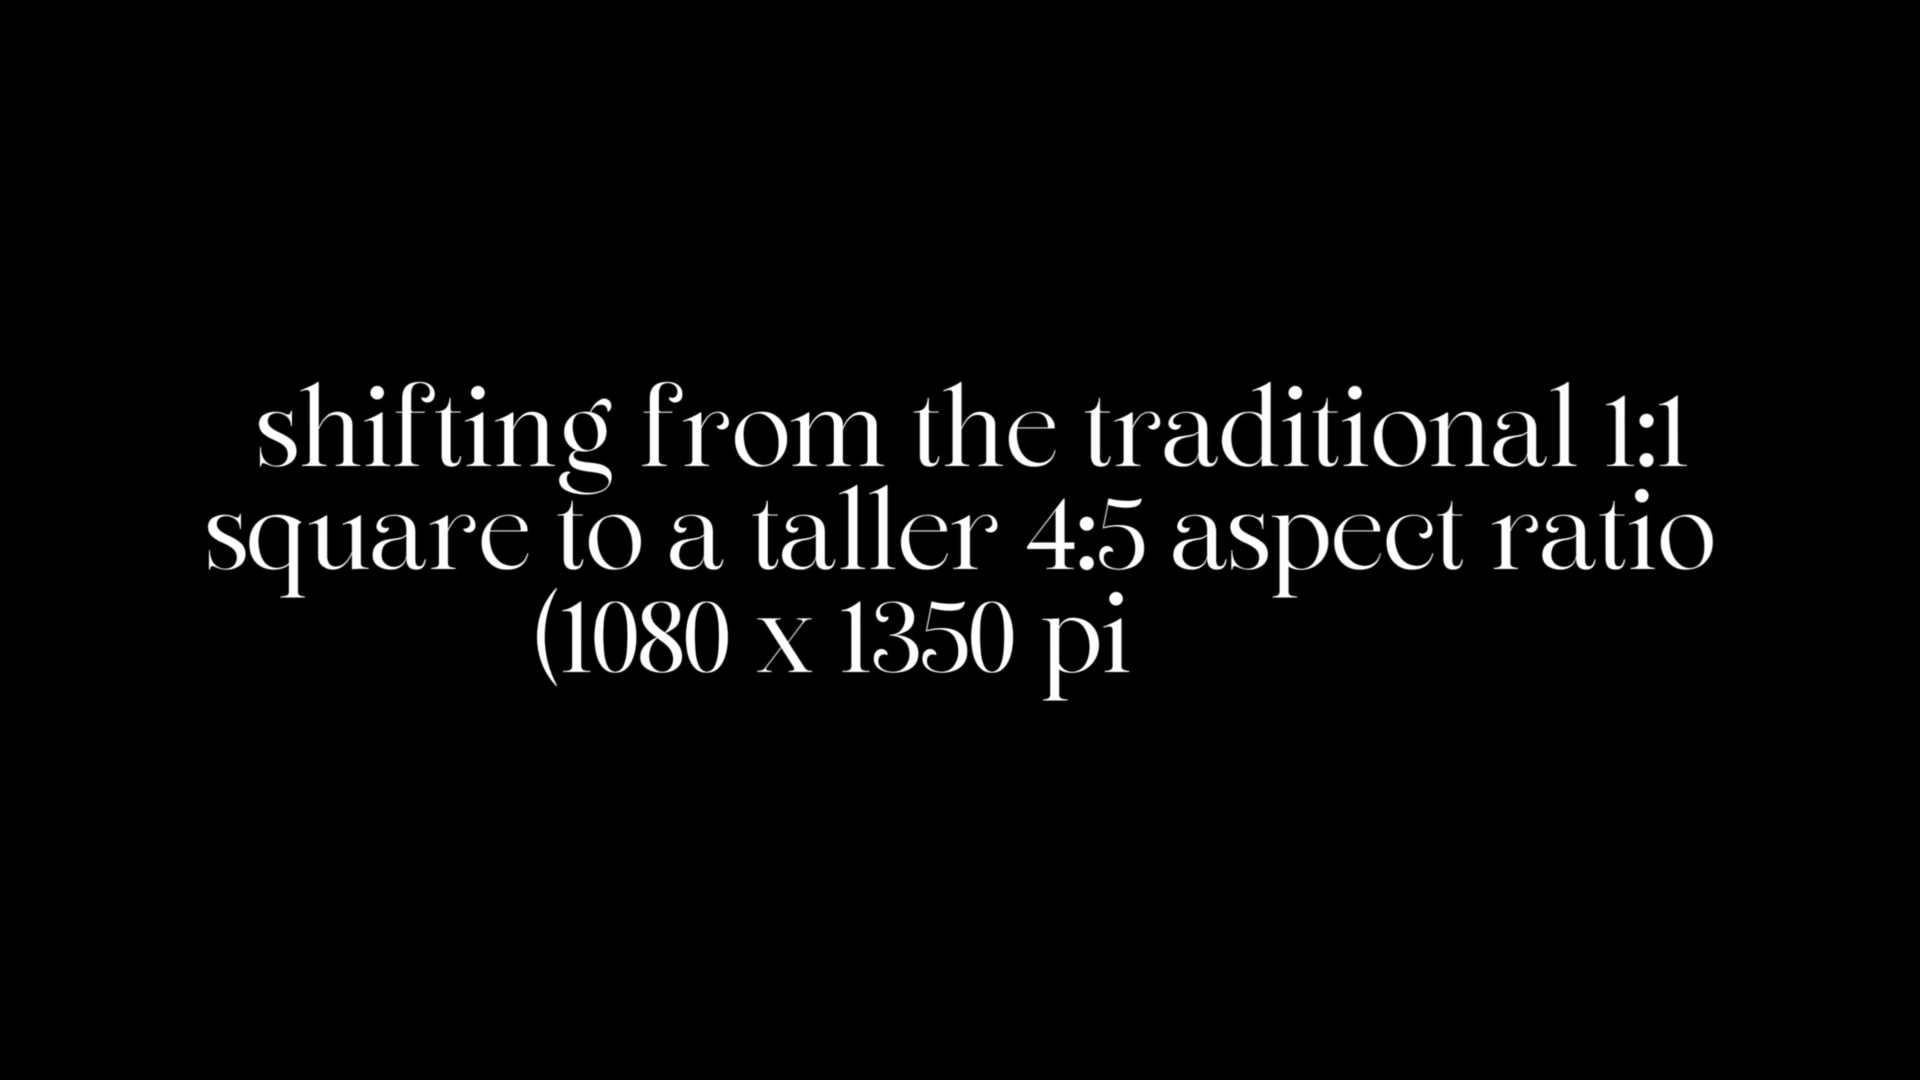 shifting from the traditional 1:1
square to a taller 4:5 aspect ratio
(1080 x 1350 pi